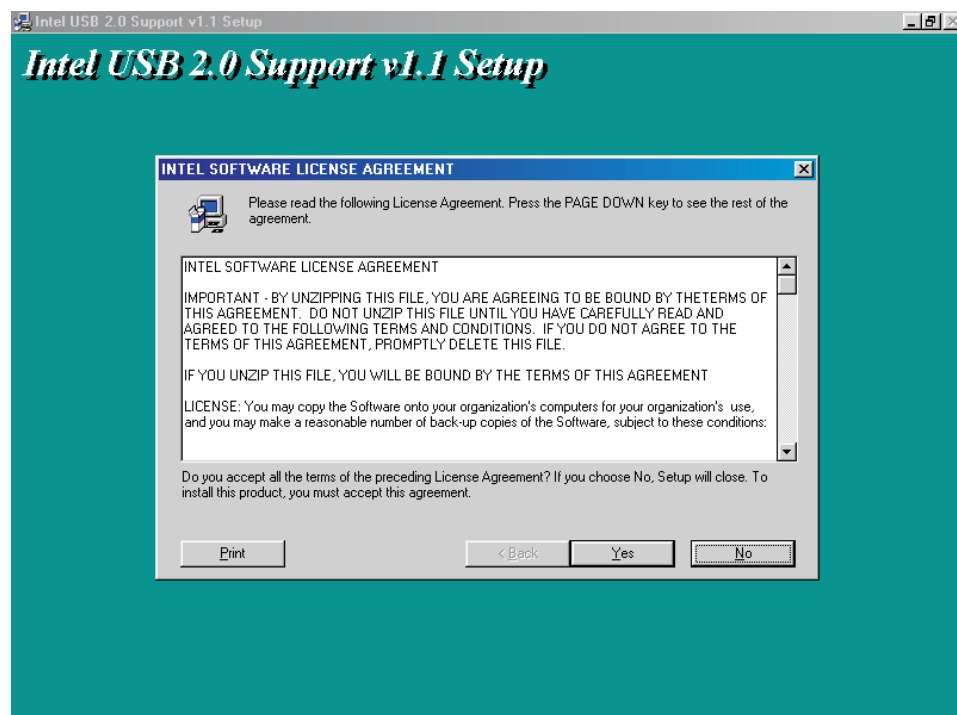 Intel USB 2.0 Support v1.1 Setup
Intel USB 2.0 Support v1.1 Setup
INTEL SOFTWARE LICENSE AGREEMENT
Please read the following License Agreement. Press the PAGE DOWN key to see the rest of the
agreement.
INTEL SOFTWARE LICENSE AGREEMENT
IMPORTANT - BY UNZIPPING THIS FILE, YOU ARE AGREEING TO BE BOUND BY THETERMS OF
THIS AGREEMENT. DO NOT UNZIP THIS FILE UNTIL YOU HAVE CAREFULLY READ AND
AGREED TO THE FOLLOWING TERMS AND CONDITIONS. IF YOU DO NOT AGREE TO THE
TERMS OF THIS AGREEMENT, PROMPTLY DELETE THIS FILE.
IF YOU UNZIP THIS FILE, YOU WILL BE BOUND BY THE TERMS OF THIS AGREEMENT
LICENSE: You may copy the Software onto your organization's computers for your organization's use,
and you may make a reasonable number of back-up copies of the Software, subject to these conditions:
Do you accept all the terms of the preceding License Agreement? If you choose No, Setup will close. To
install this product, you must accept this agreement.
Print
< Back
Yes
No